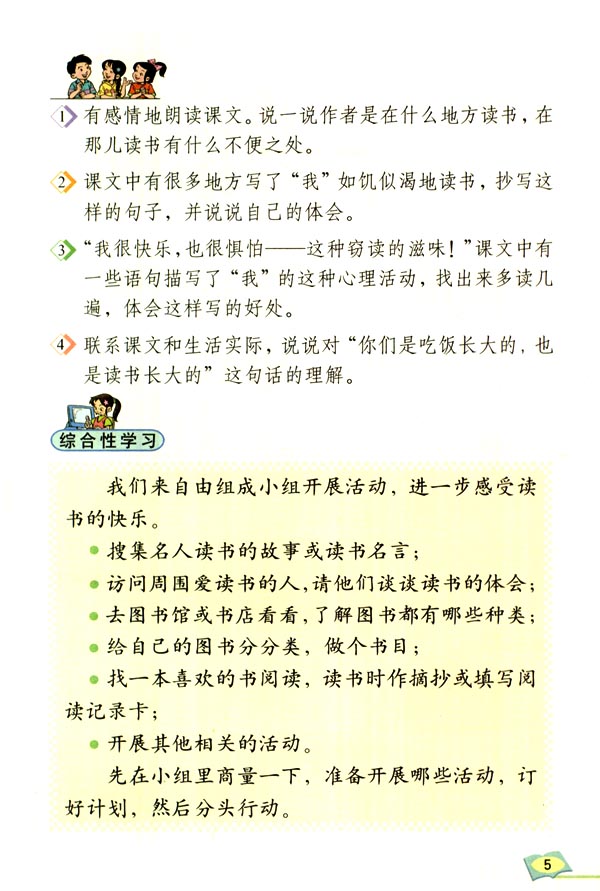 1 有感情地朗读课文。说一说作者是在什么地方读书，在
那儿读书有什么不便之处。
2 课文中有很多地方写了“我”如饥似渴地读书，抄写这
样的句子，并说说自己的体会。
3 “我很快乐，也很惧怕——这种窃读的滋味！”课文中有
一些语句描写了“我”的这种心理活动，找出来多读几
遍，体会这样写的好处。
4 联系课文和生活实际，说说对“你们是吃饭长大的，也
是读书长大的”这句话的理解。
综合性学习
我们来自由组成小组开展活动，进一步感受读
书的快乐。
●搜集名人读书的故事或读书名言；
●访问周围爱读书的人，请他们谈谈读书的体会；
●去图书馆或书店看看，了解图书都有哪些种类；
●给自己的图书分分类，做个书目；
●找一本喜欢的书阅读，读书时作摘抄或填写阅
读记录卡；
●开展其他相关的活动。
先在小组里商量一下，准备开展哪些活动，订
好计划，然后分头行动。
5